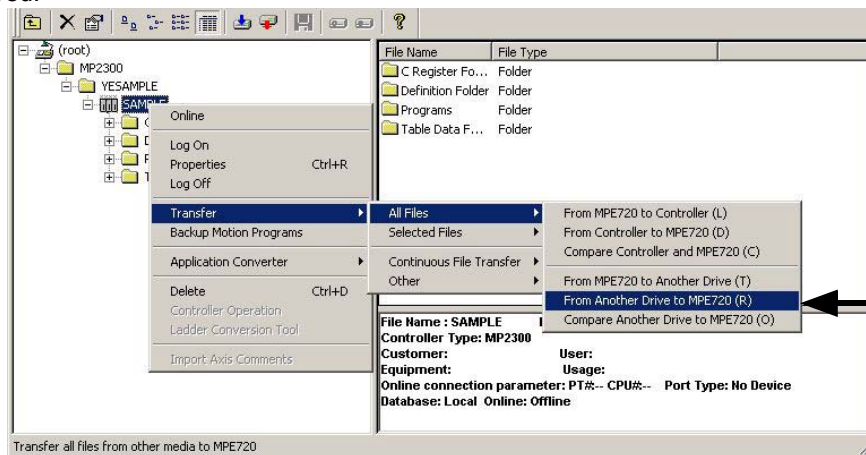 (root)
MP2300
YESAMPLE
SAMPLE
File Name File Type
C Register Fo... Folder
Definition Folder Folder
Programs Folder
Table Data F... Folder
Online
Log On
Properties Ctrl+R
Log Off
Transfer
Backup Motion Programs
Application Converter
Delete Ctrl+D
Controller Operation
Ladder Conversion Tool
Import Axis Comments
All Files
Selected Files
Continuous File Transfer
Other
From MPE720 to Controller (L)
From Controller to MPE720 (D)
Compare Controller and MPE720 (C)
From MPE720 to Another Drive (T)
From Another Drive to MPE720 (R)
Compare Another Drive to MPE720 (O)
File Name : SAMPLE
Controller Type: MP2300
Customer: User:
Equipment: Usage:
Online connection parameter: PT#:-- CPU#:-- Port Type: No Device
Database: Local Online: Offline
Transfer all files from other media to MPE720